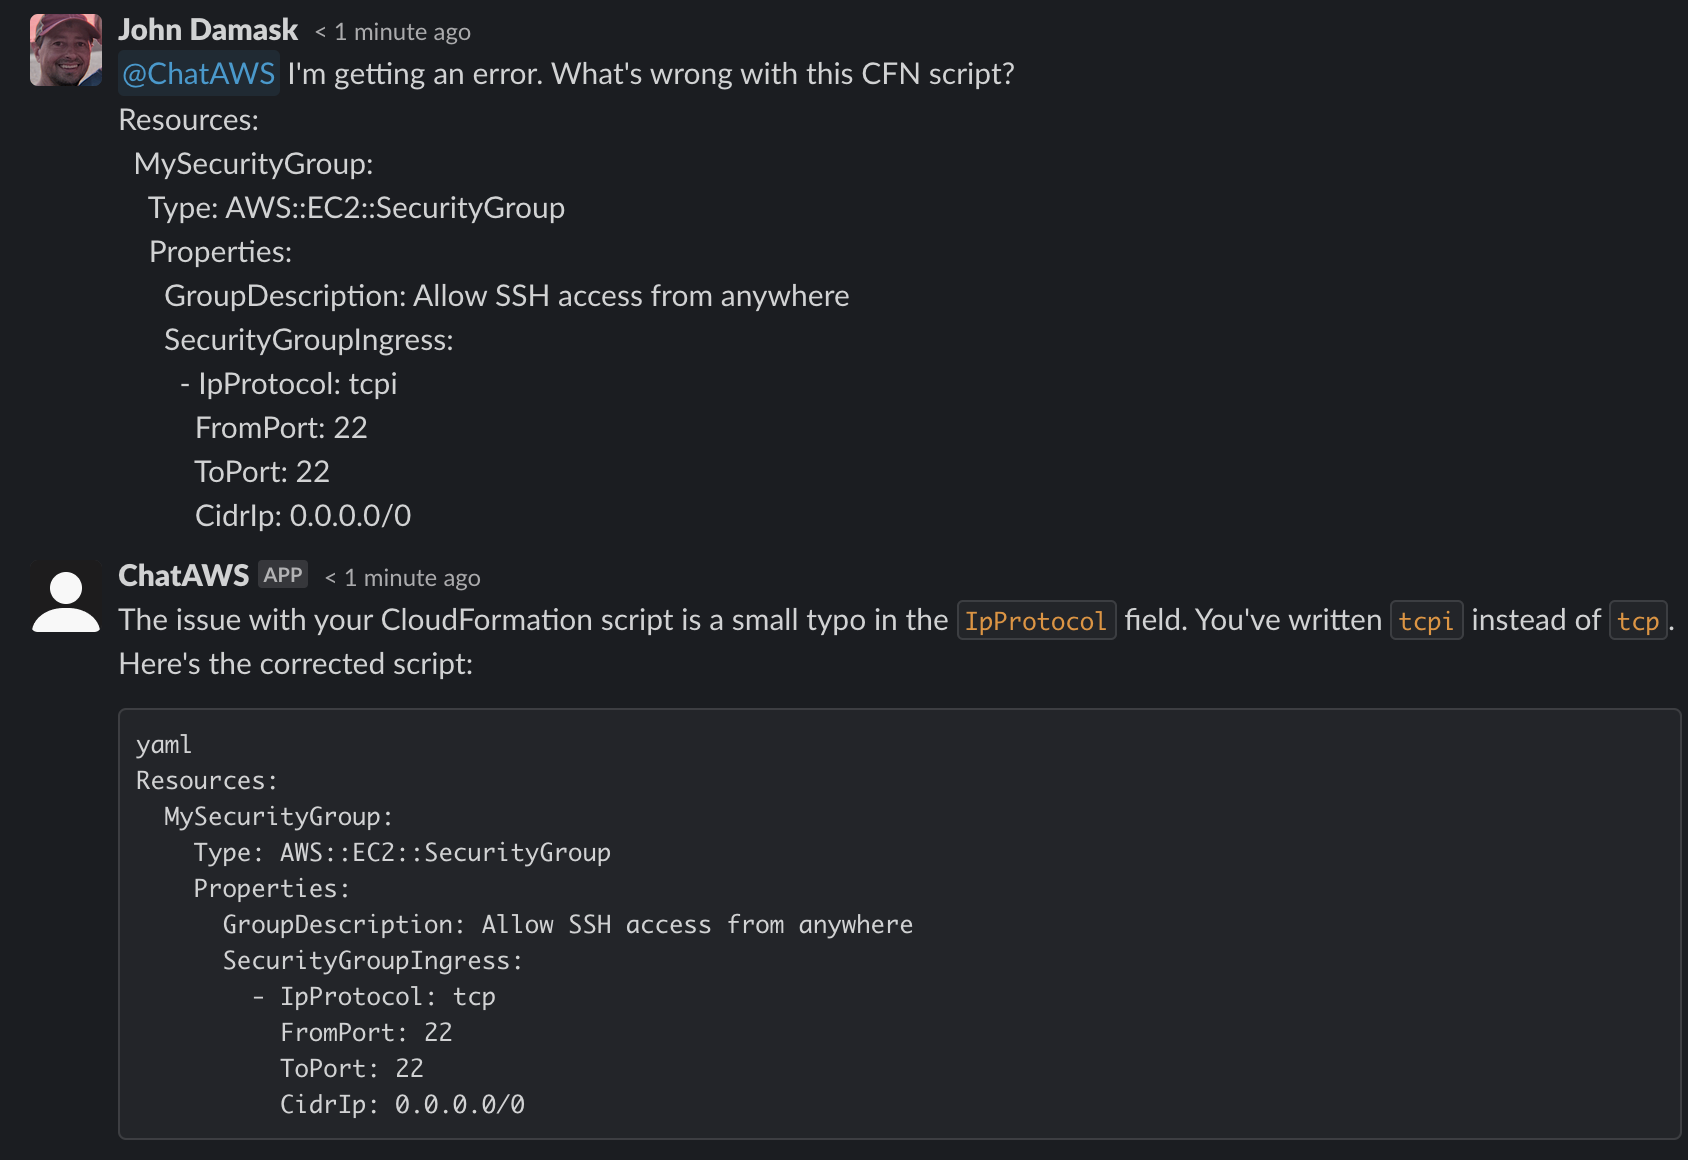 John Damask < 1 minute ago
@ChatAWS I'm getting an error. What's wrong with this CFN script?
Resources:
  MySecurityGroup:
    Type: AWS::EC2::SecurityGroup
    Properties:
      GroupDescription: Allow SSH access from anywhere
      SecurityGroupIngress:
        - IpProtocol: tcpi
          FromPort: 22
          ToPort: 22
          CidrIp: 0.0.0.0/0
ChatAWS APP < 1 minute ago
The issue with your CloudFormation script is a small typo in the IpProtocol field. You've written tcpi instead of tcp.
Here's the corrected script:
yaml
Resources:
  MySecurityGroup:
    Type: AWS::EC2::SecurityGroup
    Properties:
      GroupDescription: Allow SSH access from anywhere
      SecurityGroupIngress:
        - IpProtocol: tcp
          FromPort: 22
          ToPort: 22
          CidrIp: 0.0.0.0/0